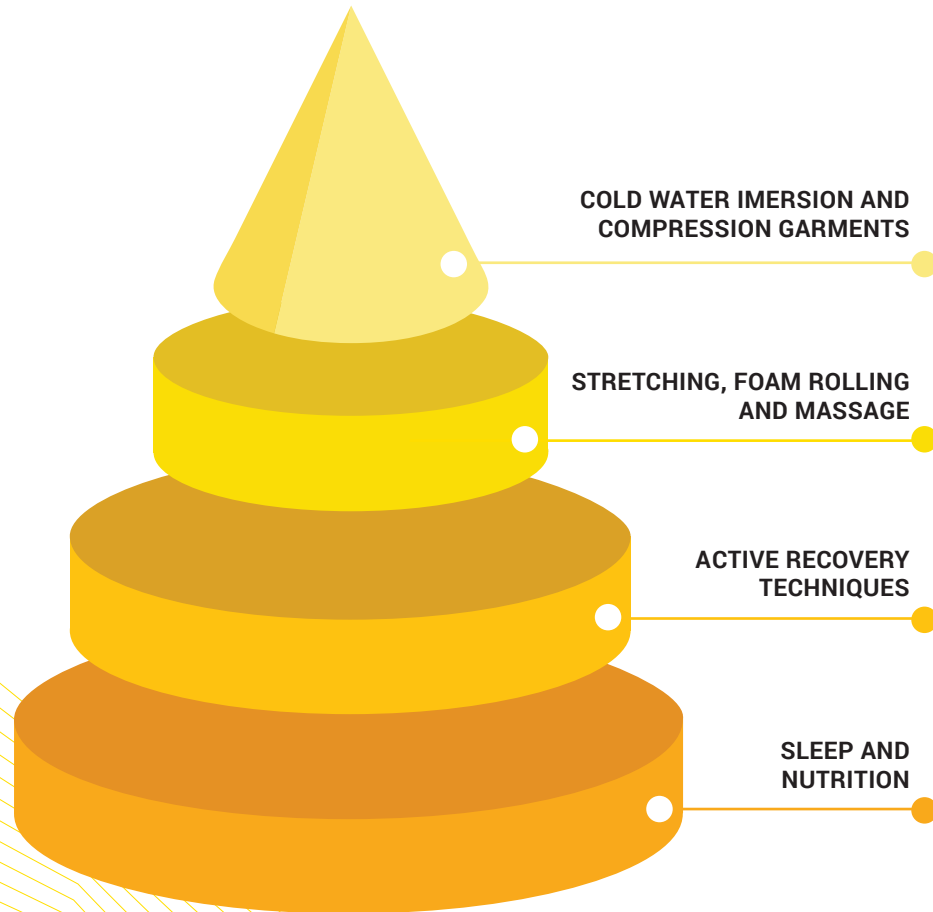 COLD WATER IMERSION AND
COMPRESSION GARMENTS
STRETCHING, FOAM ROLLING
AND MASSAGE
ACTIVE RECOVERY
TECHNIQUES
SLEEP AND
NUTRITION